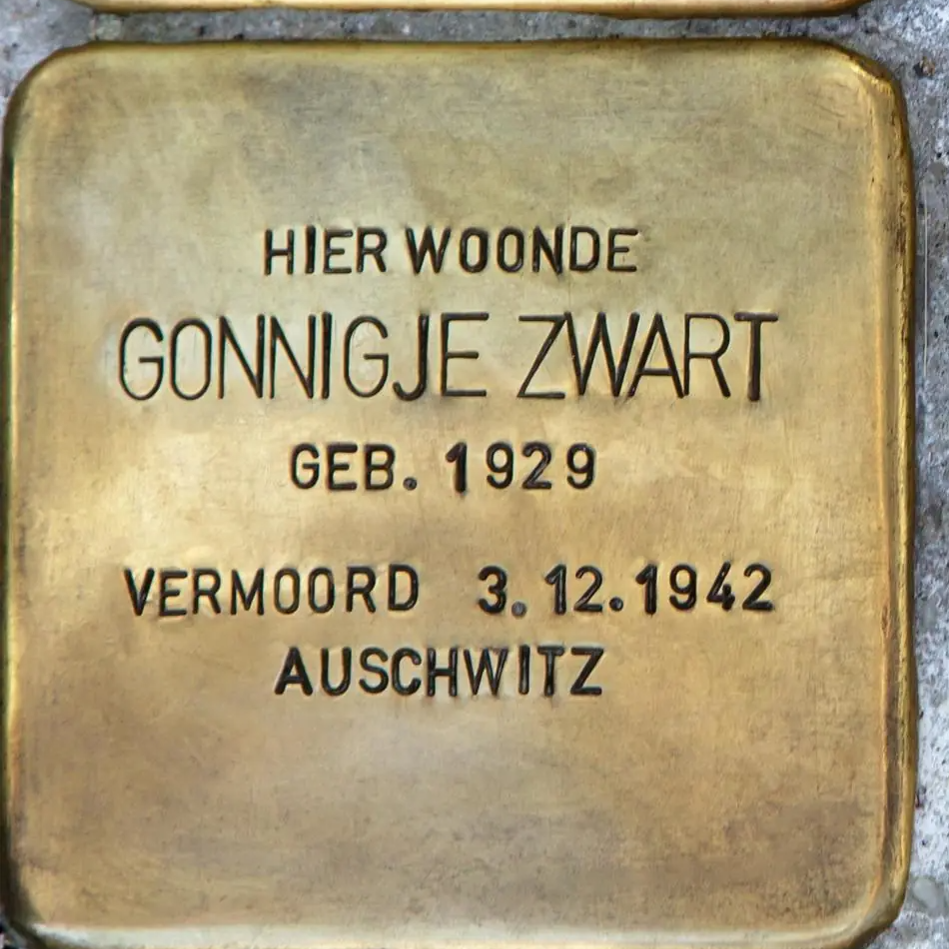 HIER WOONDE
GONNIGJE ZWART
GEB. 1929
VERMOORD 3.12.1942
AUSCHWITZ